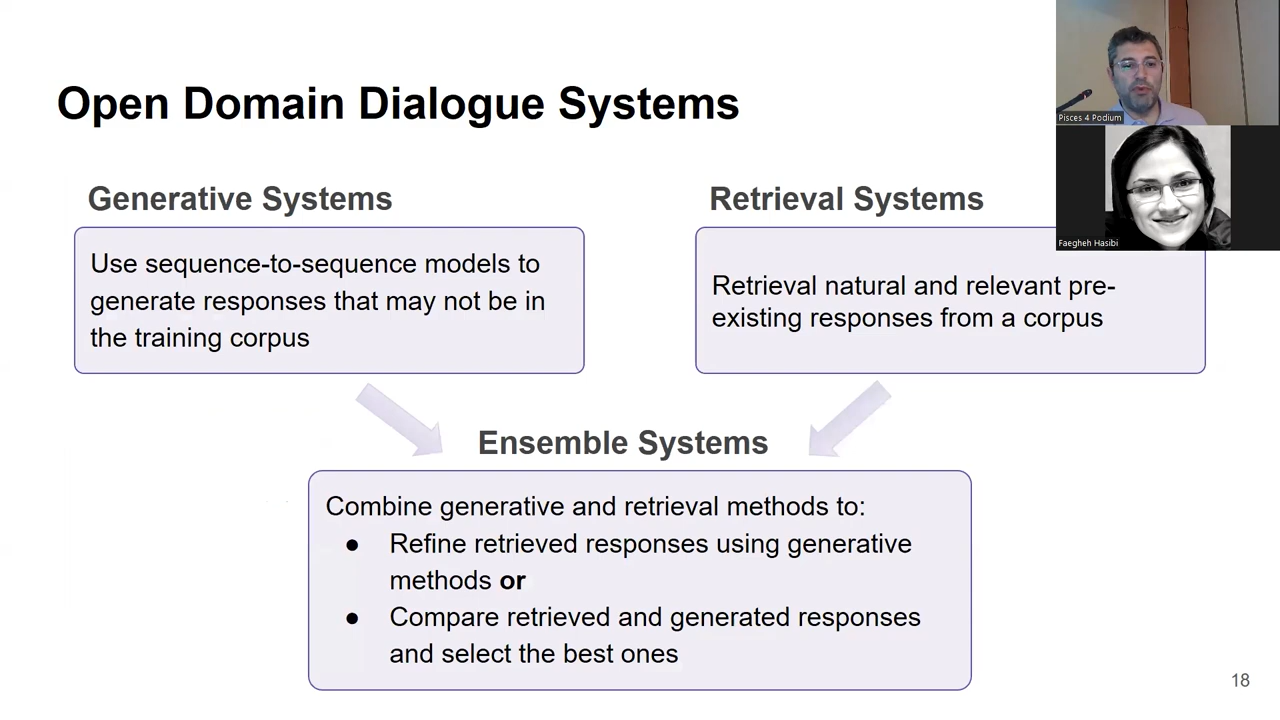 Open Domain Dialogue Systems
Pisces 4 Podium
Faegheh Hasibi
Generative Systems
Use sequence-to-sequence models to
generate responses that may not be in
the training corpus
Retrieval Systems
Retrieval natural and relevant pre-
existing responses from a corpus
Ensemble Systems
Combine generative and retrieval methods to:
● Refine retrieved responses using generative
methods or
● Compare retrieved and generated responses
and select the best ones
18